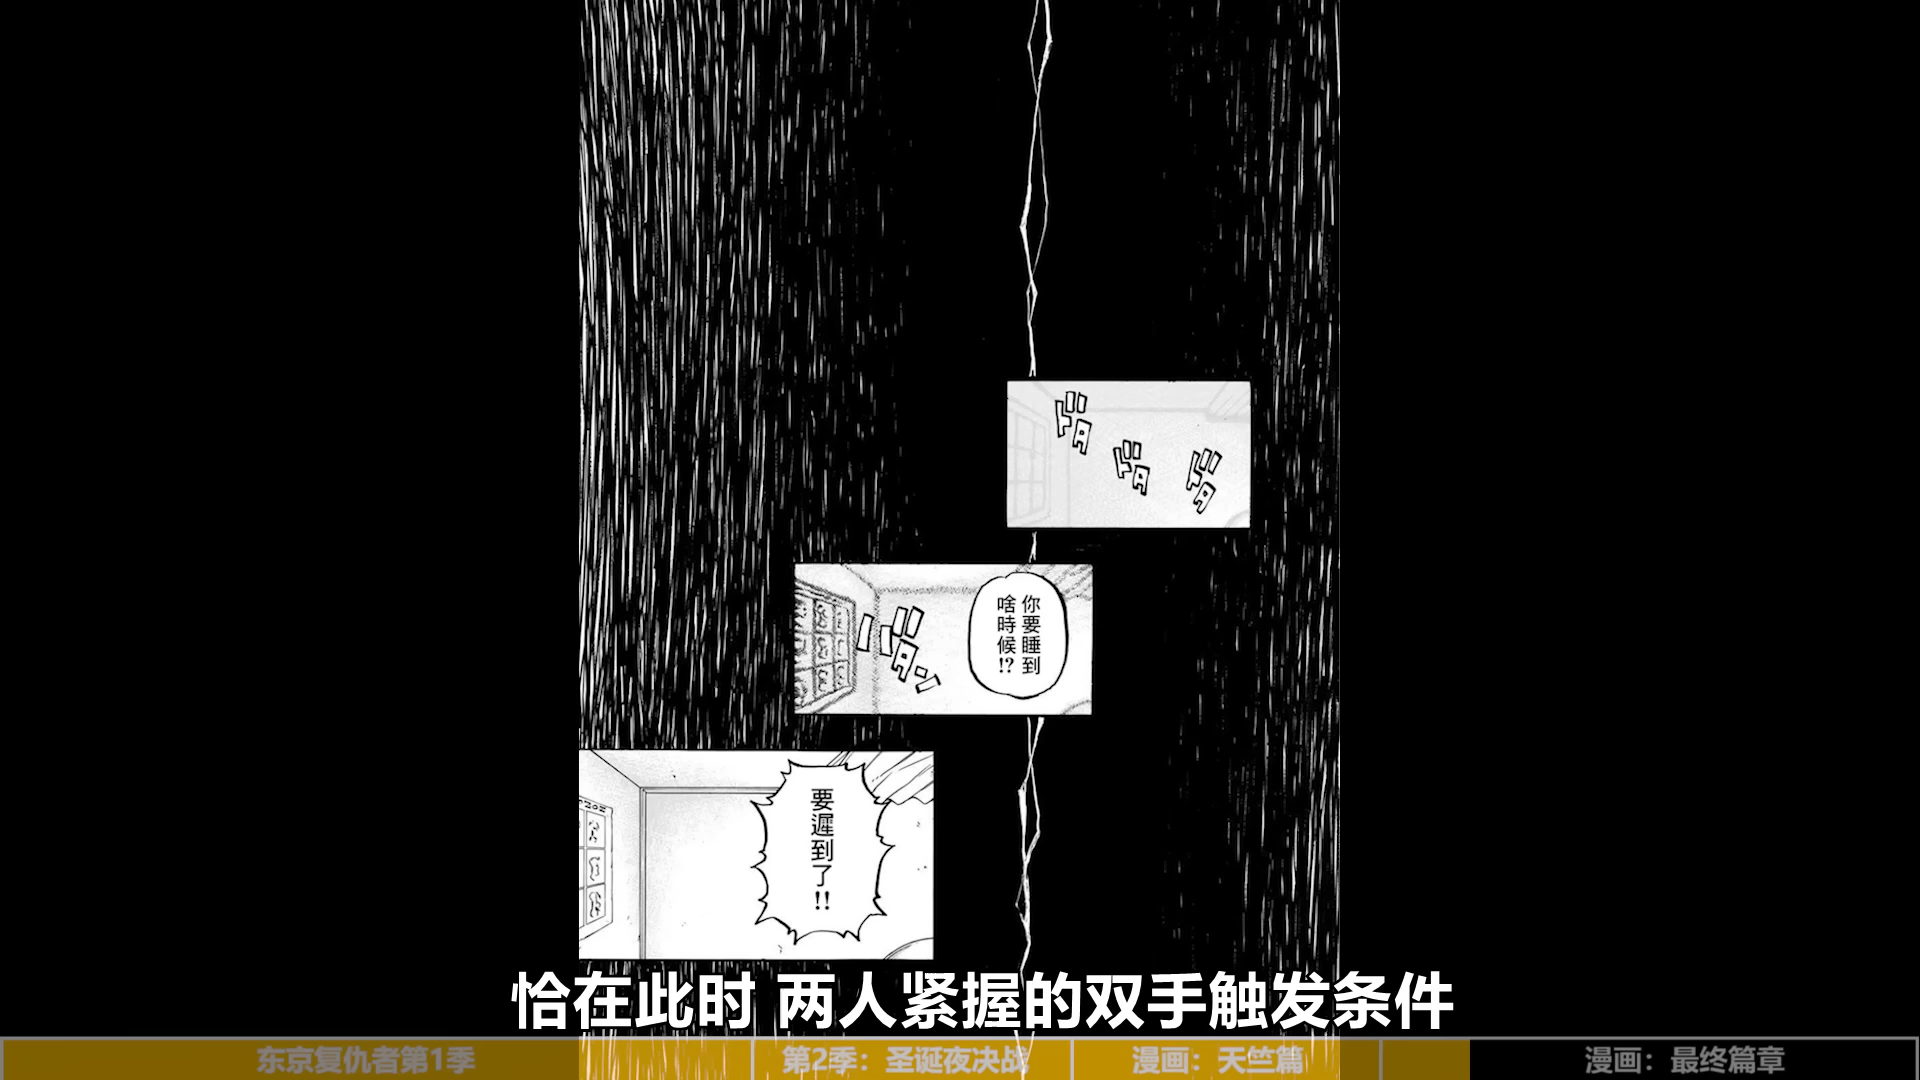 ドタ
ドタ
ドタ
你要睡到
啥時候!?
バタン
要遲到了!!
恰在此时 两人紧握的双手触发条件
东京复仇者第1季
第2季：圣诞夜决战
漫画：天竺篇
漫画：最终篇章